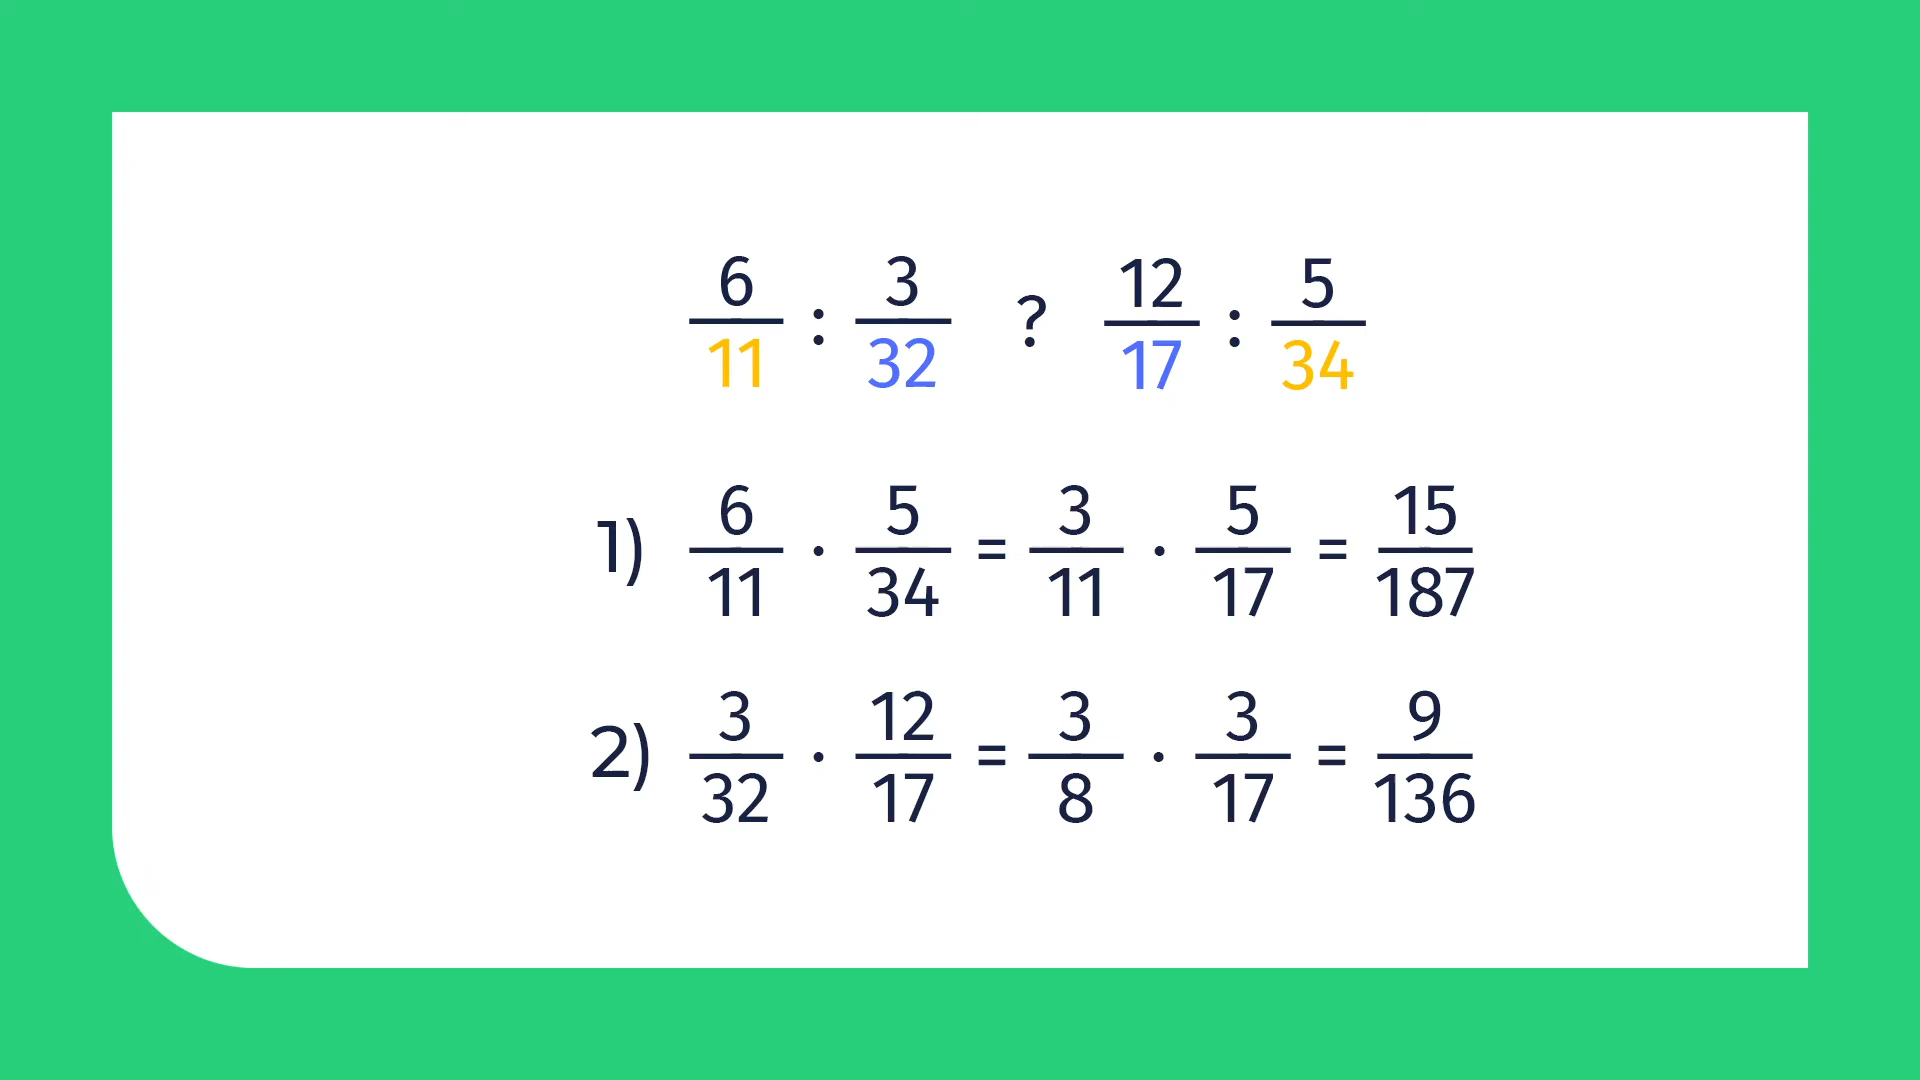 6/11 : 3/32 ? 12/17 : 5/34
1) 6/11 · 5/34 = 3/11 · 5/17 = 15/187
2) 3/32 · 12/17 = 3/8 · 3/17 = 9/136